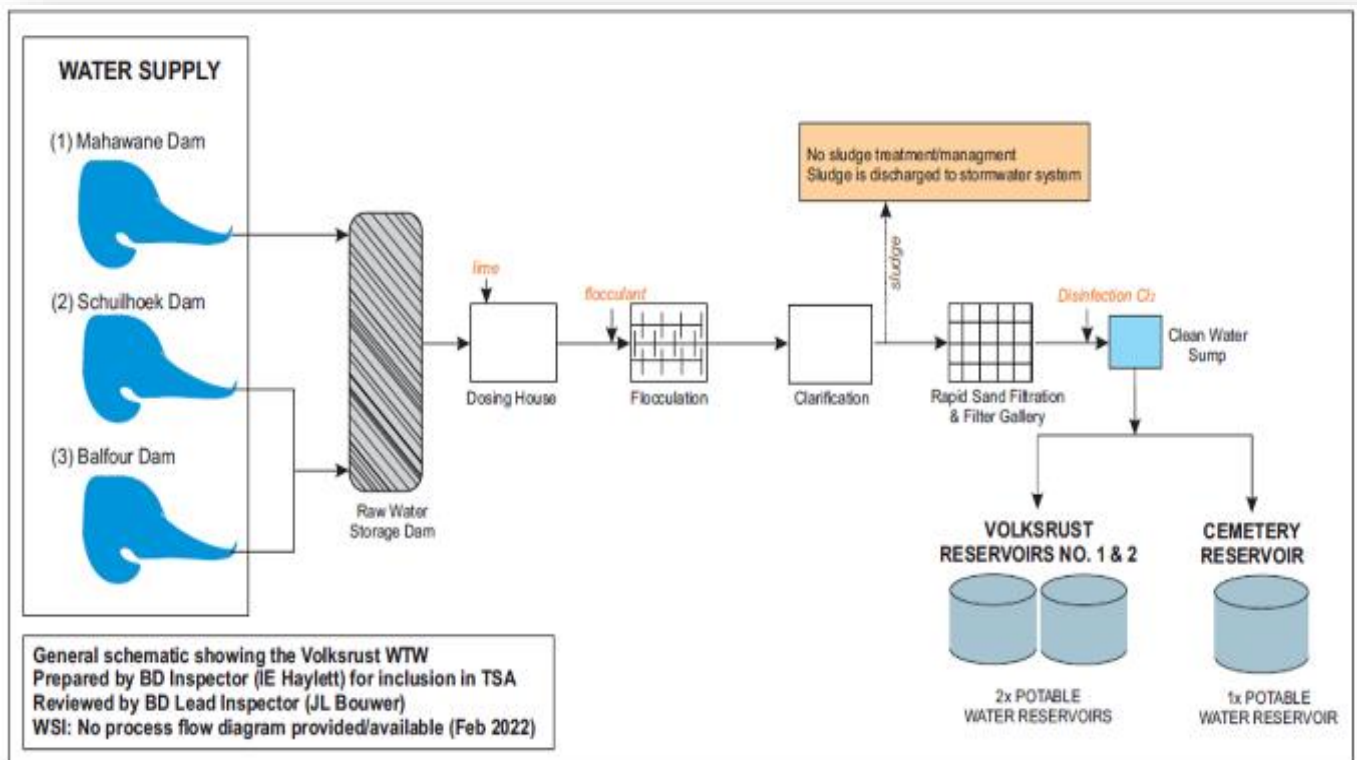 WATER SUPPLY
(1) Mahawane Dam
(2) Schuilhoek Dam
(3) Balfour Dam
Raw Water
Storage Dam
lime
Dosing House
flocculant
Flocculation
Clarification
sludge
No sludge treatment/managment
Sludge is discharged to stormwater system
Rapid Sand Filtration
& Filter Gallery
Disinfection Cl₂
Clean Water
Sump
VOLKSRUST
RESERVOIRS NO. 1 & 2
2x POTABLE
WATER RESERVOIRS
CEMETERY
RESERVOIR
1x POTABLE
WATER RESERVOIR
General schematic showing the Volksrust WTW
Prepared by BD Inspector (IE Haylett) for inclusion in TSA
Reviewed by BD Lead Inspector (JL Bouwer)
WSI: No process flow diagram provided/available (Feb 2022)